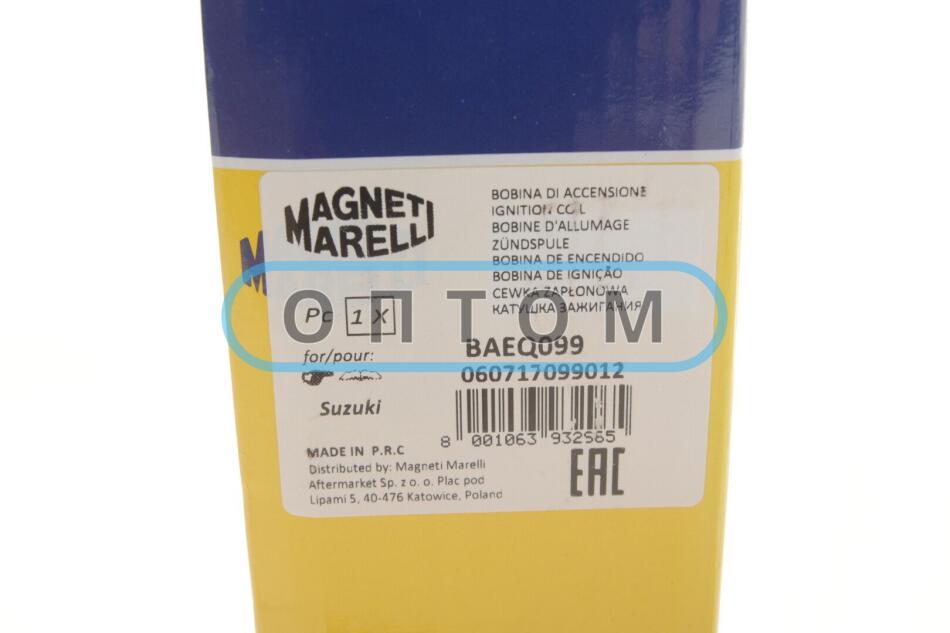 MAGNETI
MARELLI
BOBINA DI ACCENSIONE
IGNITION COIL
BOBINE D'ALLUMAGE
ZÜNDSPULE
BOBINA DE ENCENDIDO
BOBINA DE IGNIÇÃO
CEWKA ZAPŁONOWA
КАТУШКА ЗАЖИГАНИЯ
ОПТОМ
Pc 1 X
BAEQ099
060717099012
for/pour:
Suzuki
8 001063 932565
MADE IN P.R.C
Distributed by: Magneti Marelli
Aftermarket Sp. z o. o. Plac pod
Lipami 5, 40-476 Katowice, Poland
EAC